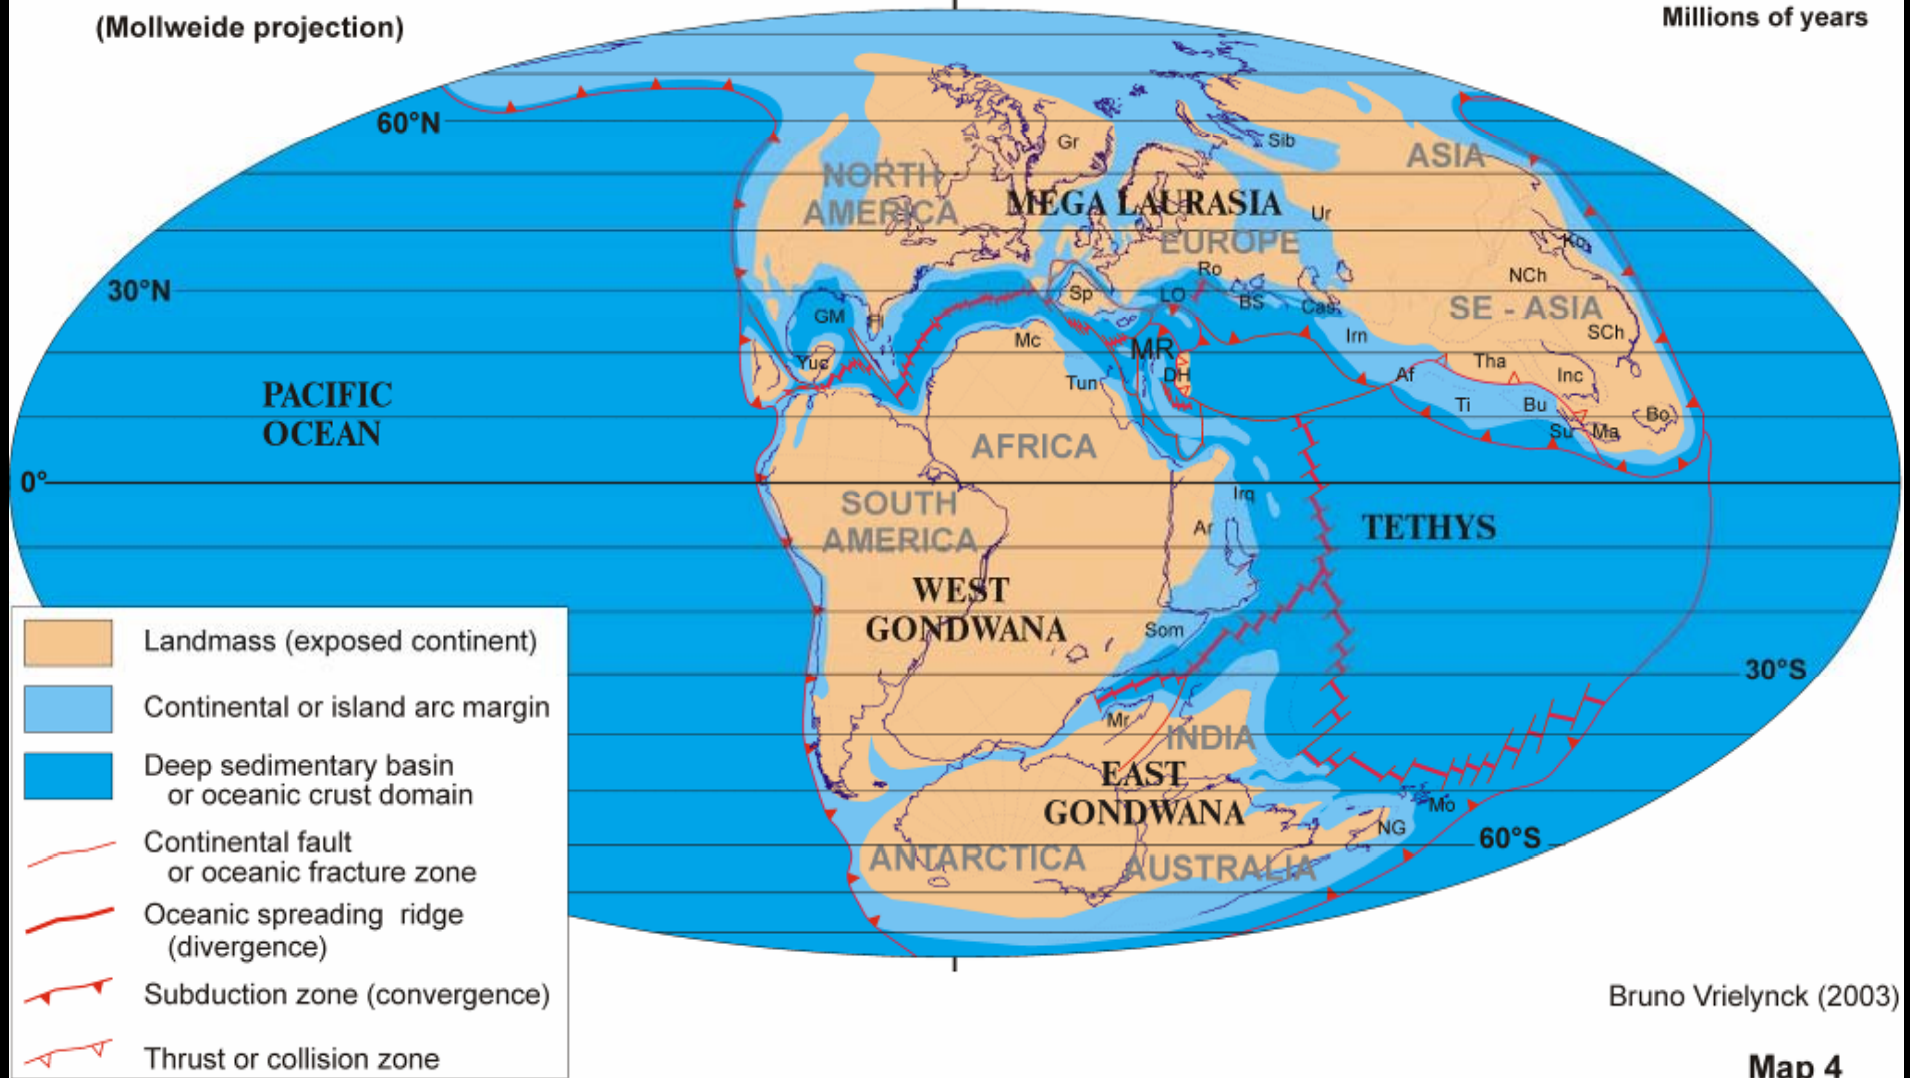 (Mollweide projection)
Millions of years
60°N
Gr
Sib
ASIA
NORTH
AMERICA
MEGA LAURASIA
Ur
EUROPE
Ko
30°N
Sp
Ro
LO
BS
Cas
NCh
SE - ASIA
GM
Fl
Mc
MR
Irn
SCh
Yuc
Tun
DH
Af
Tha
Inc
PACIFIC
OCEAN
Ti
Bu
Bo
Su
Ma
AFRICA
0°
SOUTH
AMERICA
Irq
Ar
TETHYS
WEST
GONDWANA
Som
30°S
Mr
INDIA
EAST
GONDWANA
Mo
NG
60°S
ANTARCTICA
AUSTRALIA
Landmass (exposed continent)
Continental or island arc margin
Deep sedimentary basin
or oceanic crust domain
Continental fault
or oceanic fracture zone
Oceanic spreading ridge
(divergence)
Subduction zone (convergence)
Thrust or collision zone
Bruno Vrielynck (2003)
Map 4